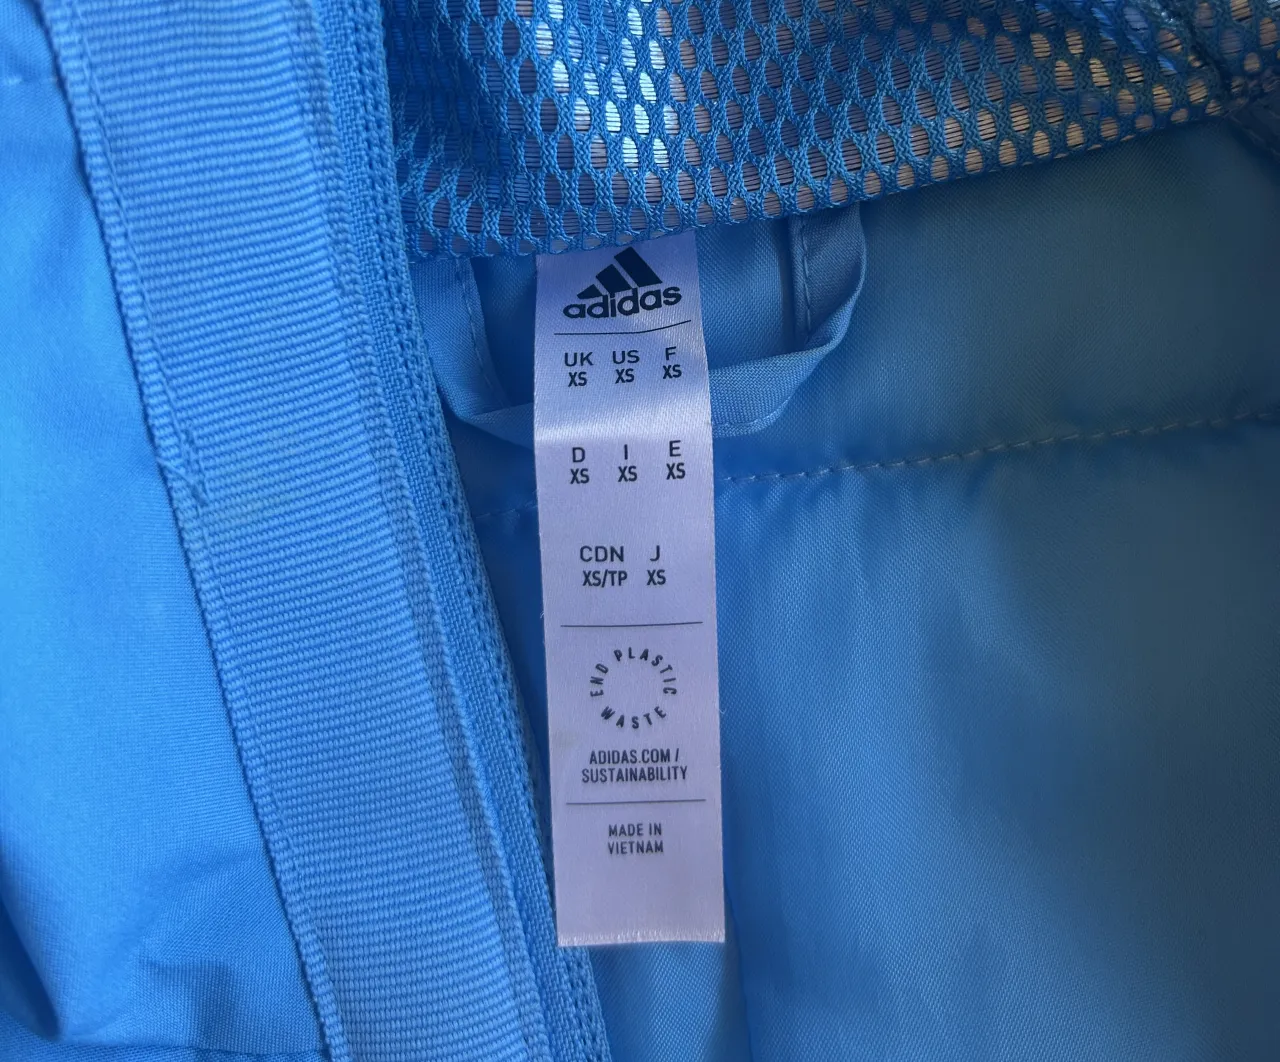 adidas
UK US F
XS XS XS
D I E
XS XS XS
CDN J
XS/TP XS
END PLASTIC WASTE
ADIDAS.COM/
SUSTAINABILITY
MADE IN
VIETNAM